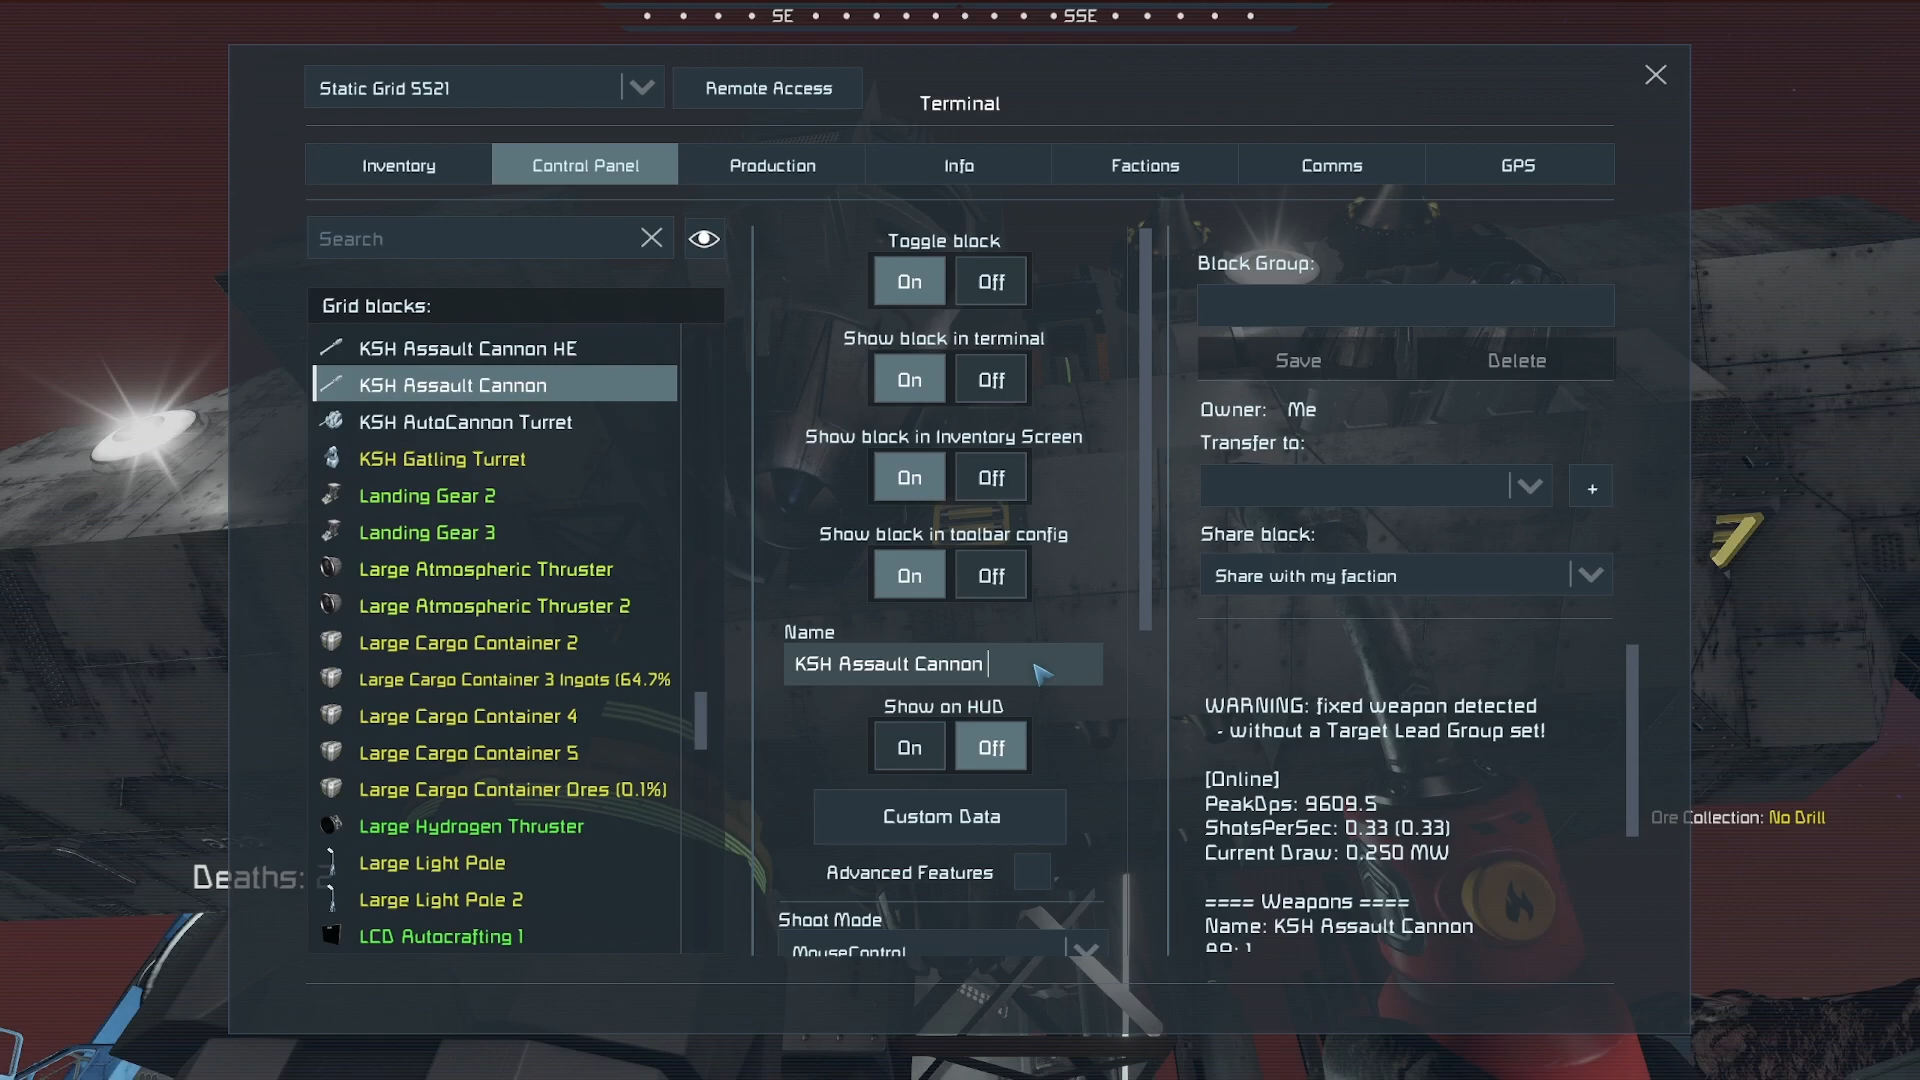 SE
SSE
Static Grid 5521
Remote Access
Terminal
Inventory
Control Panel
Production
Info
Factions
Comms
GPS
Search
Grid blocks:
KSH Assault Cannon HE
KSH Assault Cannon
KSH AutoCannon Turret
KSH Gatling Turret
Landing Gear 2
Landing Gear 3
Large Atmospheric Thruster
Large Atmospheric Thruster 2
Large Cargo Container 2
Large Cargo Container 3 Ingots (64.7%
Large Cargo Container 4
Large Cargo Container 5
Large Cargo Container Ores (0.1%)
Large Hydrogen Thruster
Large Light Pole
Large Light Pole 2
LCD Autocrafting 1
Toggle block
On
Off
Show block in terminal
On
Off
Show block in Inventory Screen
On
Off
Show block in toolbar config
On
Off
Name
KSH Assault Cannon
Show on HUD
On
Off
Custom Data
Advanced Features
Shoot Mode
MouseControl
Block Group:
Save
Delete
Owner: Me
Transfer to:
+
Share block:
Share with my faction
WARNING: fixed weapon detected
- without a Target Lead Group set!
[Online]
PeakDps: 9609.5
ShotsPerSec: 0.33 (0.33)
Current Draw: 0.250 MW
==== Weapons ====
Name: KSH Assault Cannon
Deaths: 2
Ore Collection: No Drill
7